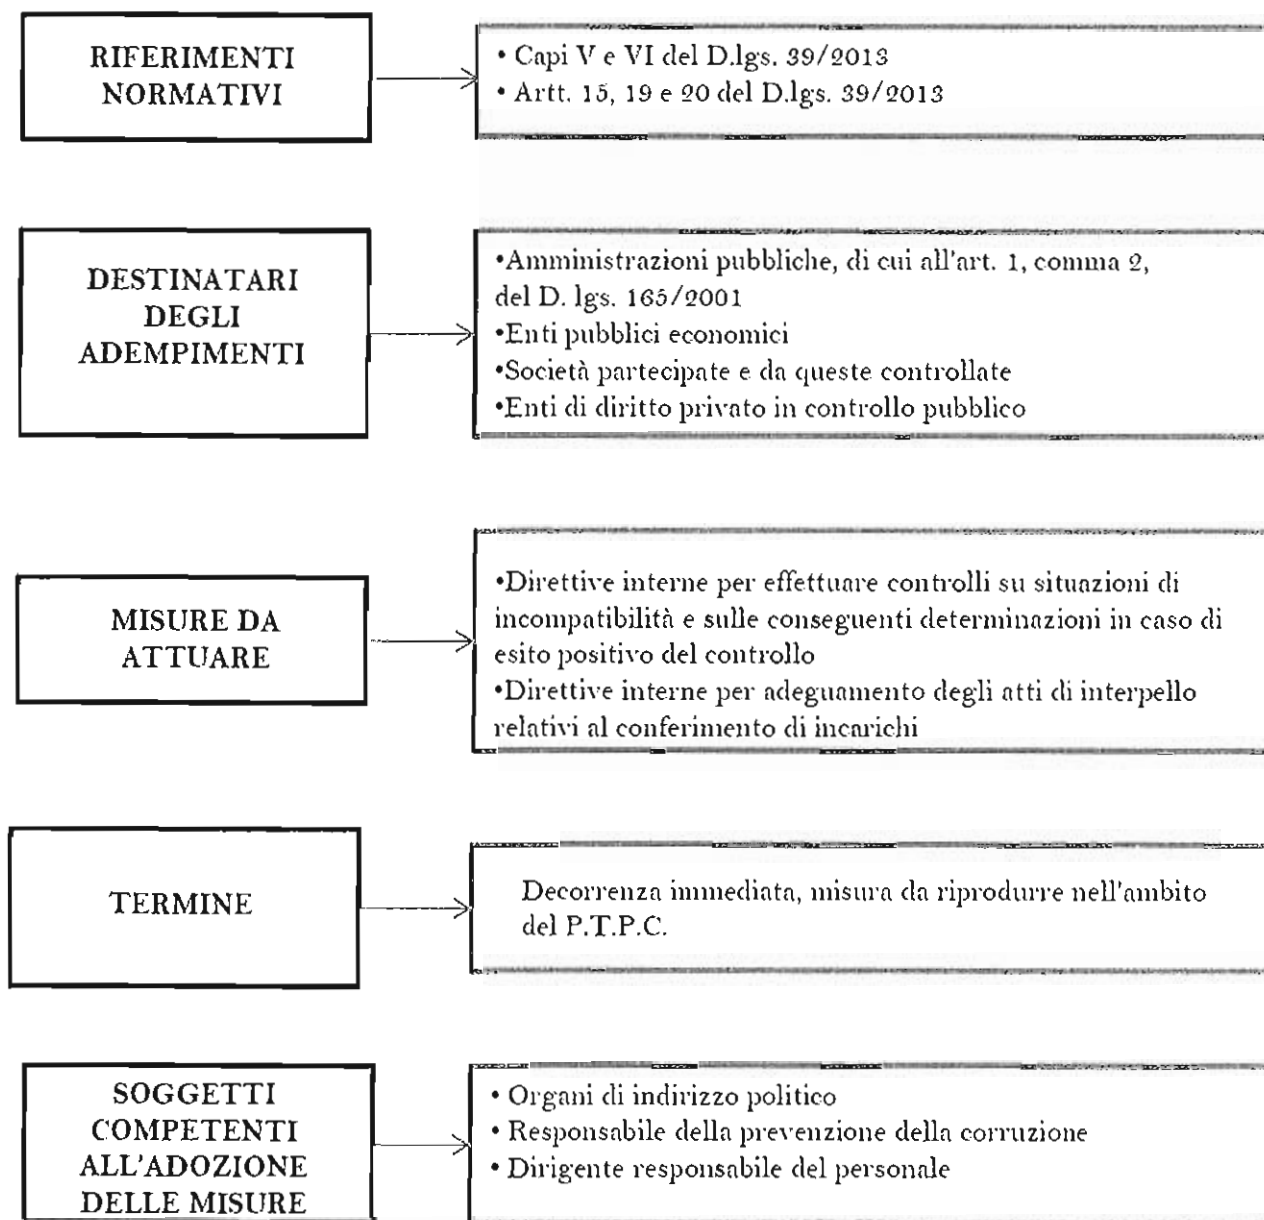 RIFERIMENTI
NORMATIVI
• Capi V e VI del D.lgs. 39/2013
• Artt. 15, 19 e 20 del D.lgs. 39/2013
DESTINATARI
DEGLI
ADEMPIMENTI
•Amministrazioni pubbliche, di cui all'art. 1, comma 2,
del D. lgs. 165/2001
•Enti pubblici economici
•Società partecipate e da queste controllate
•Enti di diritto privato in controllo pubblico
MISURE DA
ATTUARE
•Direttive interne per effettuare controlli su situazioni di
incompatibilità e sulle conseguenti determinazioni in caso di
esito positivo del controllo
•Direttive interne per adeguamento degli atti di interpello
relativi al conferimento di incarichi
TERMINE
Decorrenza immediata, misura da riprodurre nell'ambito
del P.T.P.C.
SOGGETTI
COMPETENTI
ALL'ADOZIONE
DELLE MISURE
• Organi di indirizzo politico
• Responsabile della prevenzione della corruzione
• Dirigente responsabile del personale